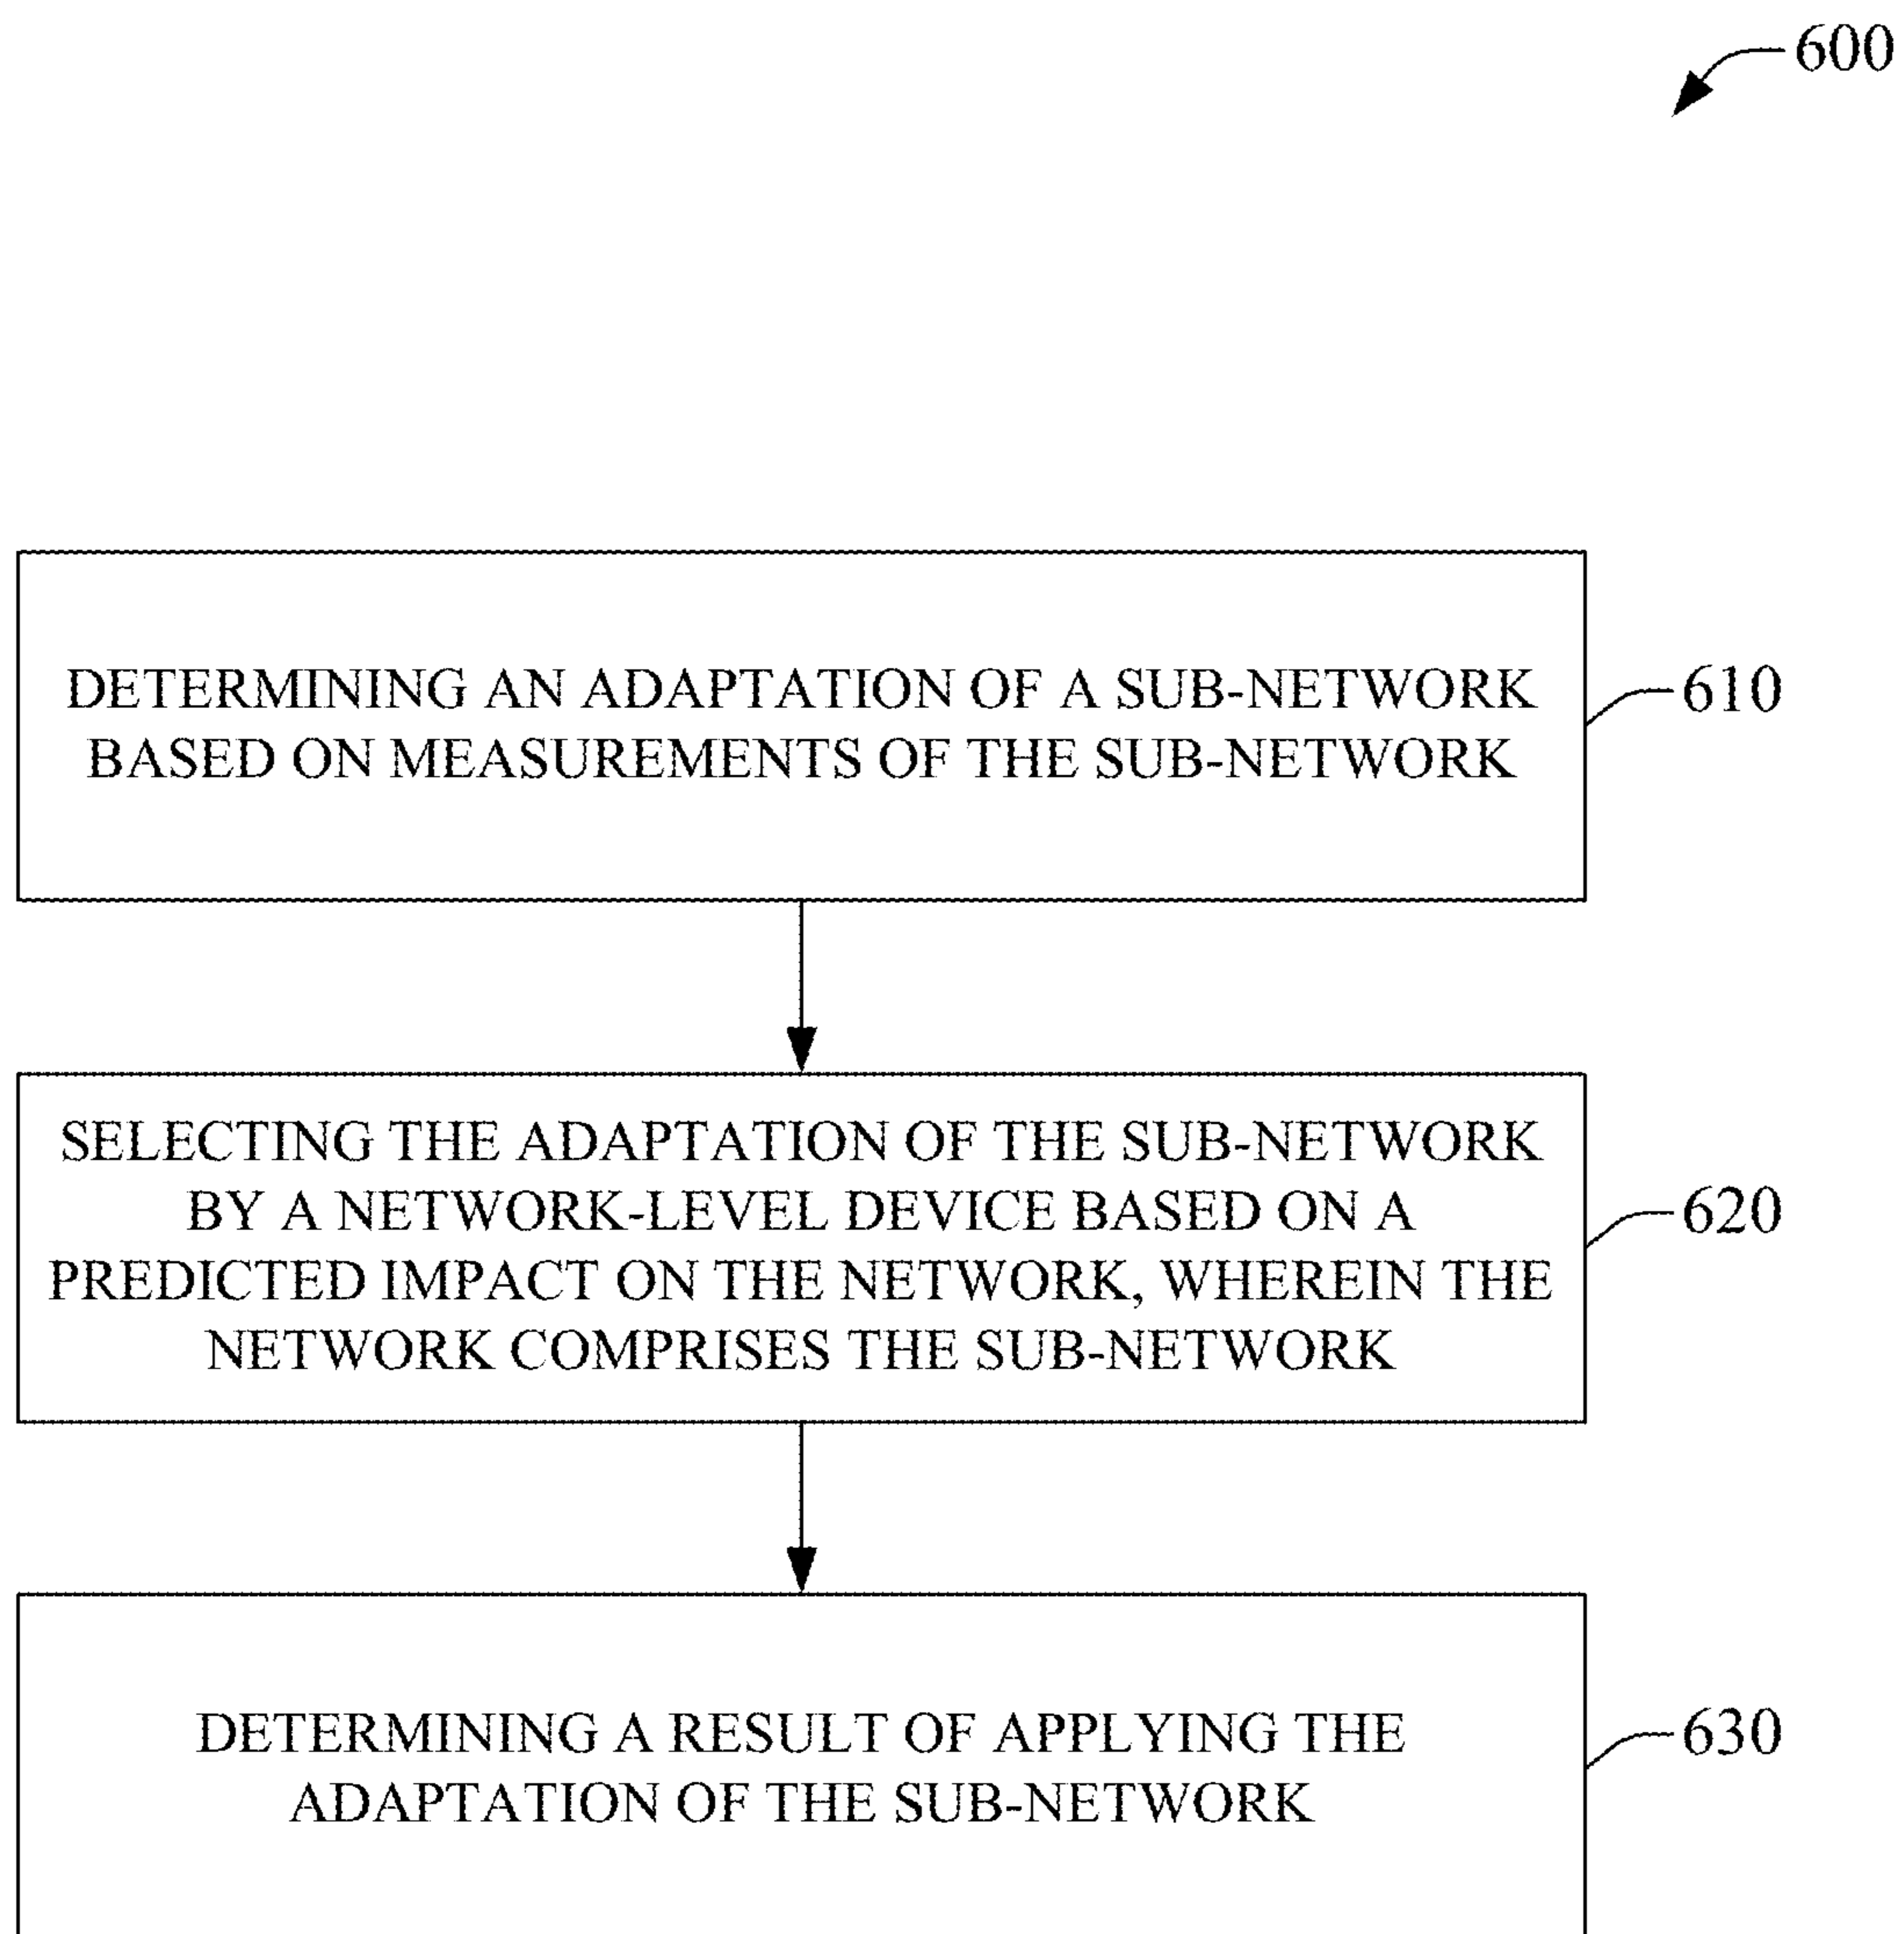 600
DETERMINING AN ADAPTATION OF A SUB-NETWORK
BASED ON MEASUREMENTS OF THE SUB-NETWORK
610
SELECTING THE ADAPTATION OF THE SUB-NETWORK
BY A NETWORK-LEVEL DEVICE BASED ON A
PREDICTED IMPACT ON THE NETWORK, WHEREIN THE
NETWORK COMPRISES THE SUB-NETWORK
620
DETERMINING A RESULT OF APPLYING THE
ADAPTATION OF THE SUB-NETWORK
630